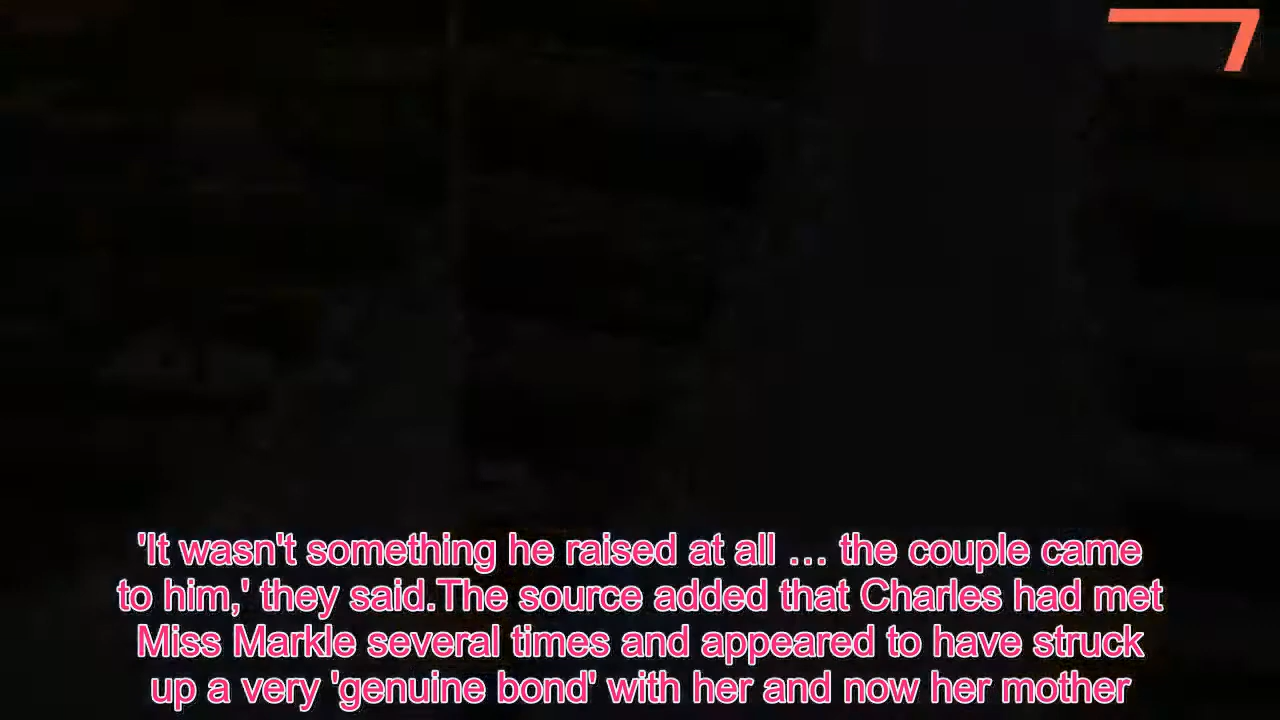 'It wasn't something he raised at all … the couple came
to him,' they said.The source added that Charles had met
Miss Markle several times and appeared to have struck
up a very 'genuine bond' with her and now her mother